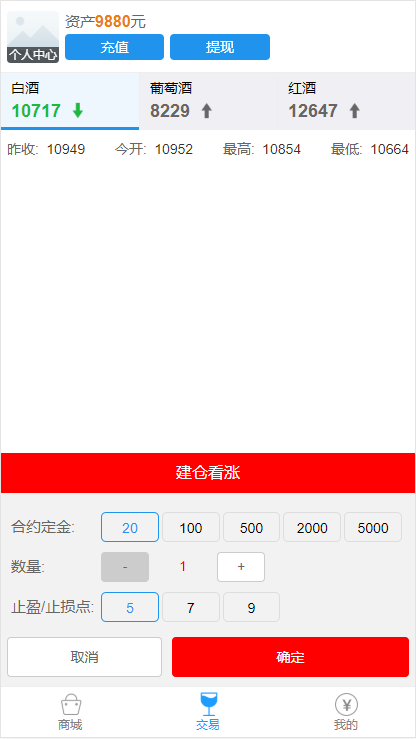 资产9880元
个人中心 充值 提现
白酒 葡萄酒 红酒
10717 8229 12647
昨收: 10949 今开: 10952 最高: 10854 最低: 10664
建仓看涨
合约定金: 20 100 500 2000 5000
数量: - 1 +
止盈/止损点: 5 7 9
取消 确定
商城 交易 我的